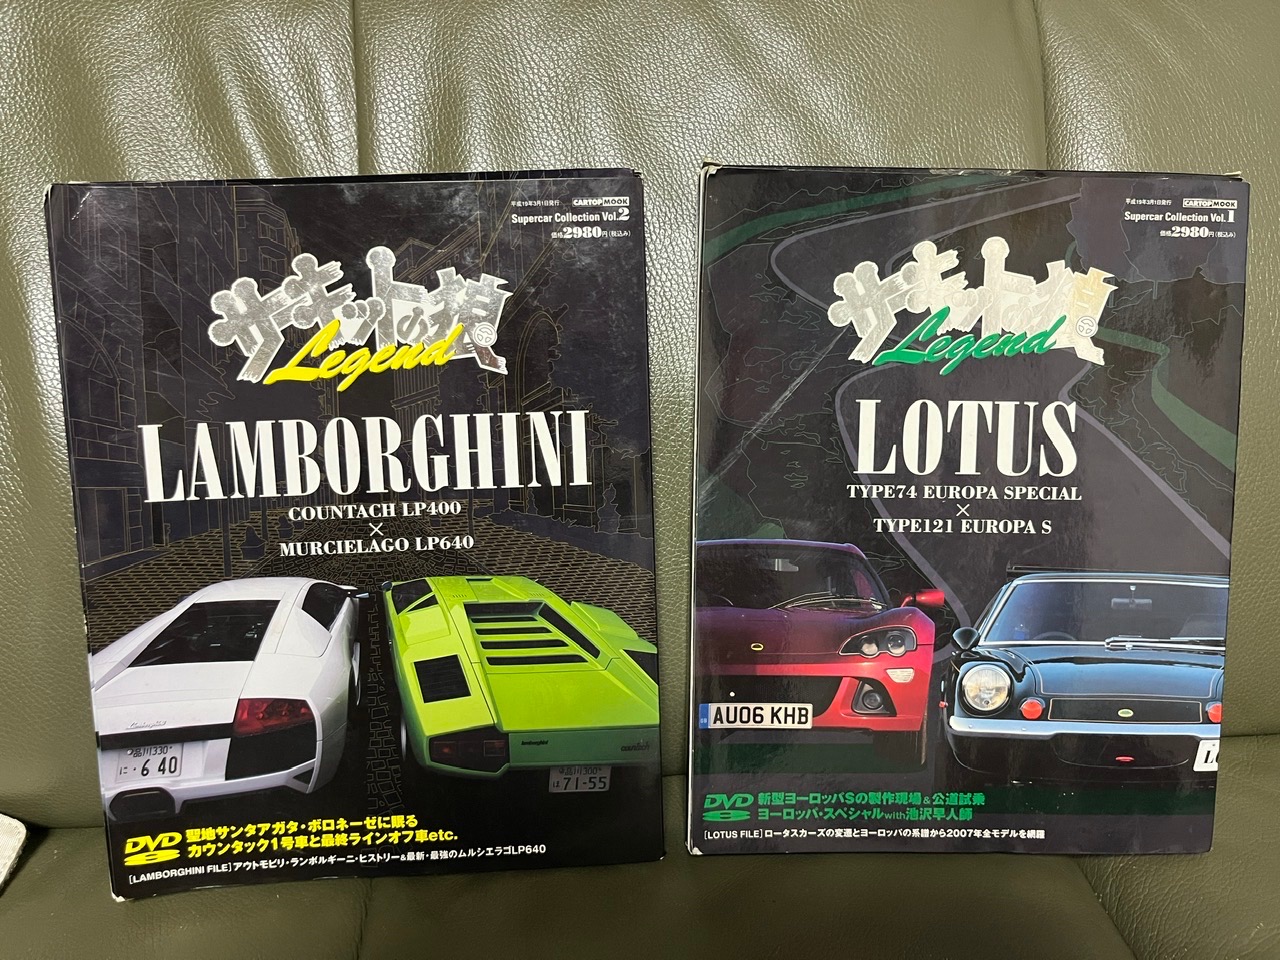 平成19年3月1日発行 CARTOP MOOK
Supercar Collection Vol.2
価格2980円(税込み)
サーキットの狼
Legend
LAMBORGHINI
COUNTACH LP400
×
MURCIELAGO LP640
Lamborghini
品川330
に・640
lamborghini
countach
品川300
は71-55
DVD 聖地サンタアガタ・ボロネーゼに眠る
カウンタック1号車と最終ラインオフ車etc.
[LAMBORGHINI FILE]アウトモビリ・ランボルギーニ・ヒストリー&最新・最強のムルシエラゴLP640
平成19年3月1日発行 CARTOP MOOK
Supercar Collection Vol.1
価格2980円(税込み)
サーキットの狼
Legend
LOTUS
TYPE74 EUROPA SPECIAL
×
TYPE121 EUROPA S
AU06 KHB
DVD 新型ヨーロッパSの製作現場&公道試乗
ヨーロッパ・スペシャルwith池沢早人師
[LOTUS FILE]ロータスカーズの変遷とヨーロッパの系譜から2007年全モデルを網羅